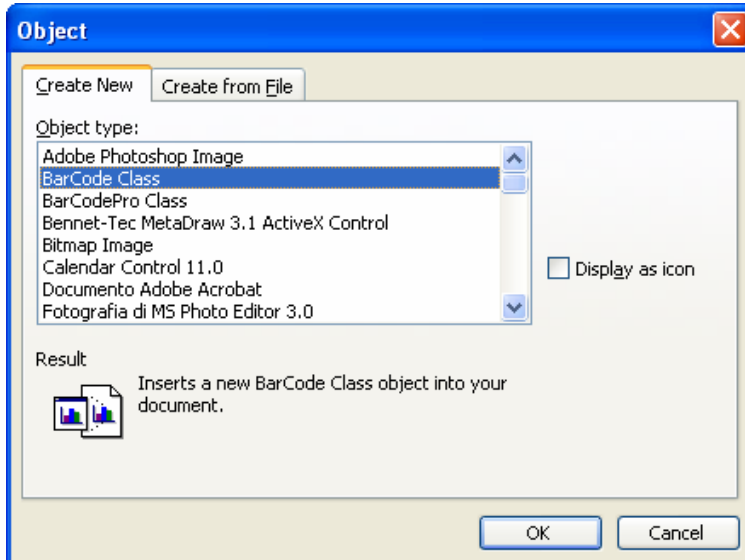 Object
Create New Create from File
Object type:
Adobe Photoshop Image
BarCode Class
BarCodePro Class
Bennet-Tec MetaDraw 3.1 ActiveX Control
Bitmap Image
Calendar Control 11.0
Documento Adobe Acrobat
Fotografia di MS Photo Editor 3.0
Display as icon
Result
Inserts a new BarCode Class object into your
document.
OK Cancel